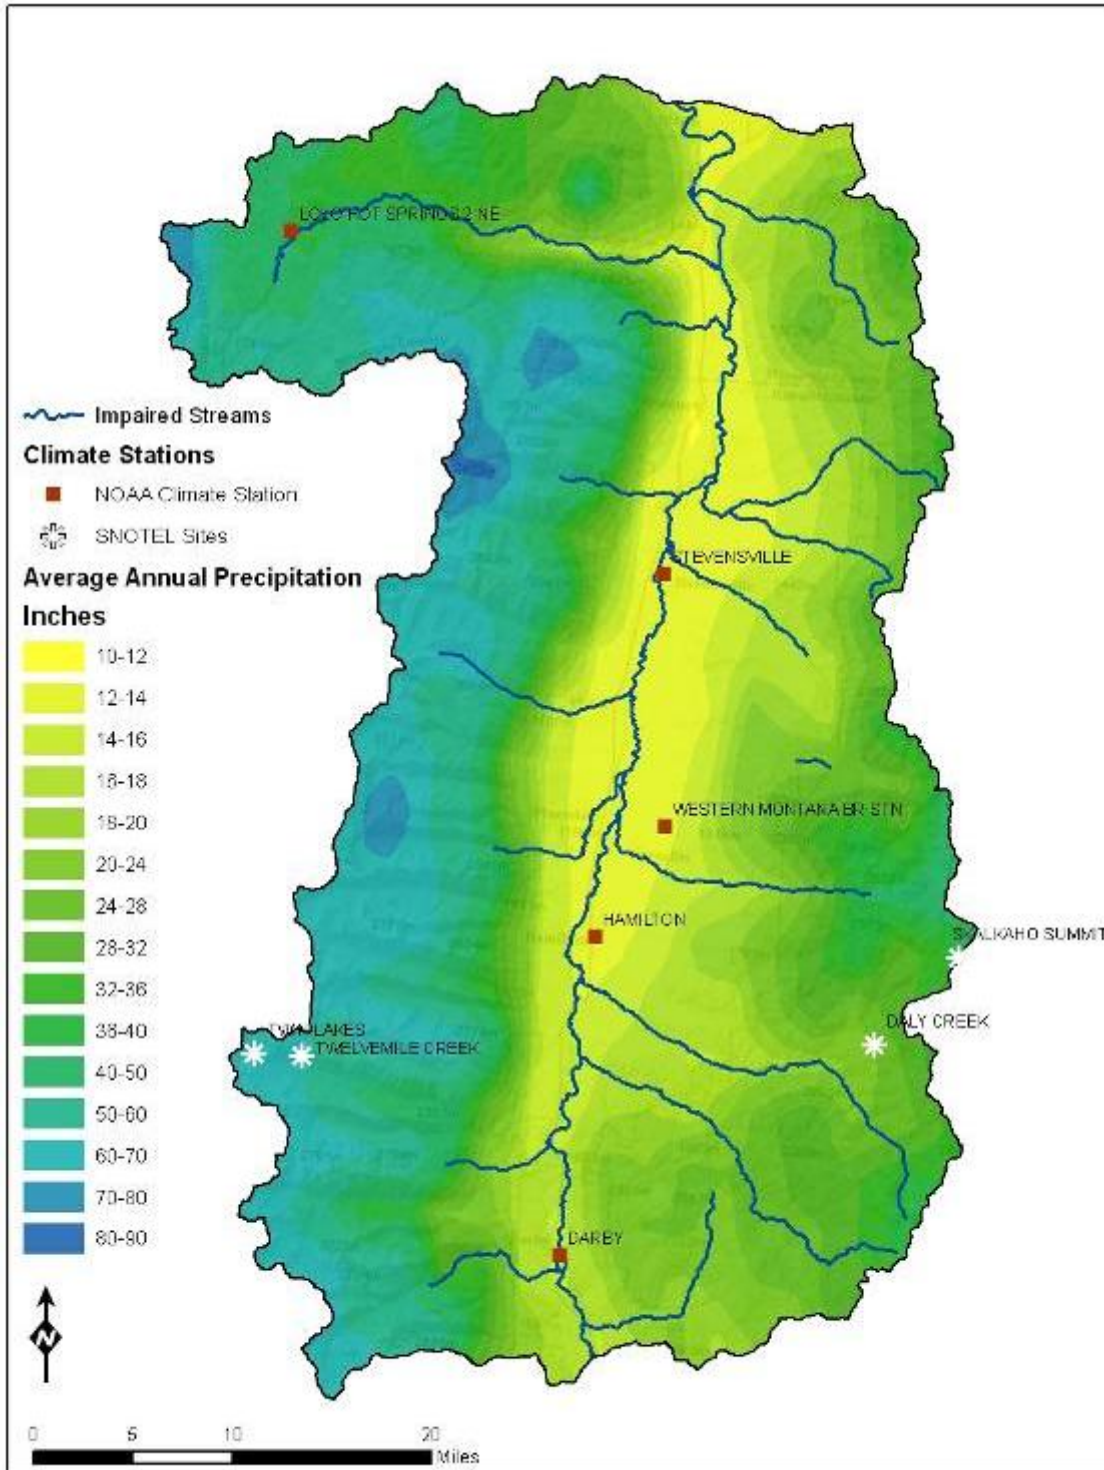 LOLO HOT SPRINGS 2 NE
Impaired Streams
Climate Stations
NOAA Climate Station
SNOTEL Sites
Average Annual Precipitation
Inches
10-12
12-14
14-16
16-18
18-20
20-24
24-28
28-32
32-36
36-40
40-50
50-60
60-70
70-80
80-90
STEVENSVILLE
WESTERN MONTANA BR STN
HAMILTON
SKALKAHO SUMMIT
DALY CREEK
TWIN LAKES
TWELVEMILE CREEK
DARBY
N
0 5 10 20
Miles